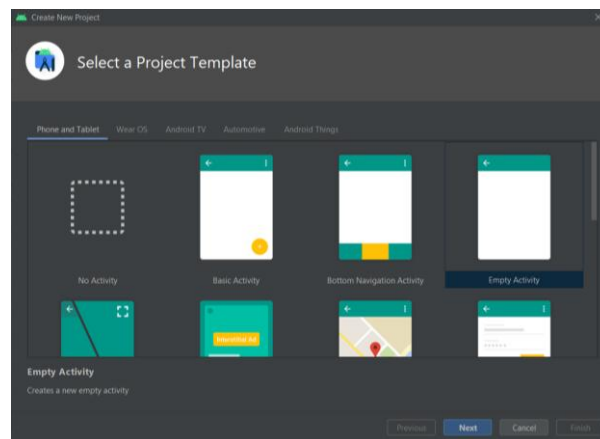 Create New Project
Select a Project Template
Phone and Tablet Wear OS Android TV Automotive Android Things
No Activity Basic Activity Bottom Navigation Activity Empty Activity
Interstitial Ad
Empty Activity
Creates a new empty activity
Previous Next Cancel Finish